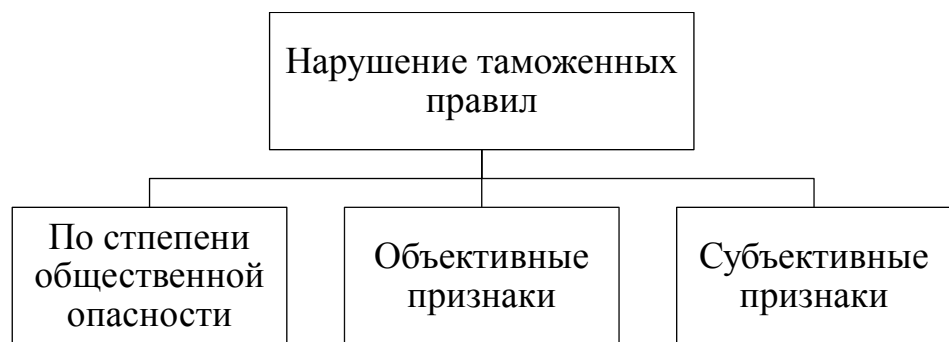 Нарушение таможенных
правил
По стпепени
общественной
опасности
Объективные
признаки
Субъективные
признаки